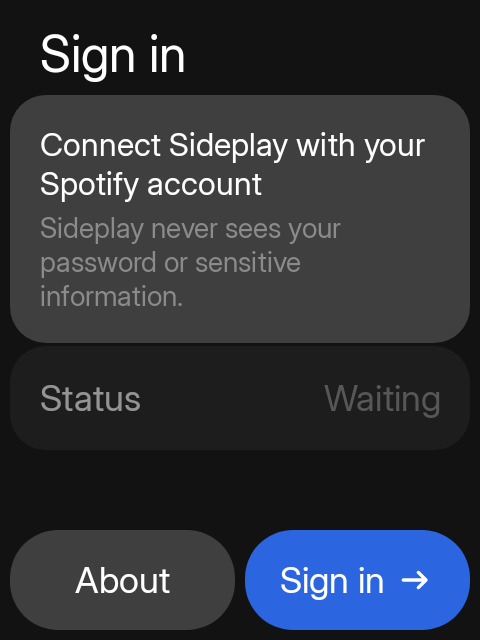 Sign in
Connect Sideplay with your
Spotify account
Sideplay never sees your
password or sensitive
information.
Status Waiting
About Sign in →